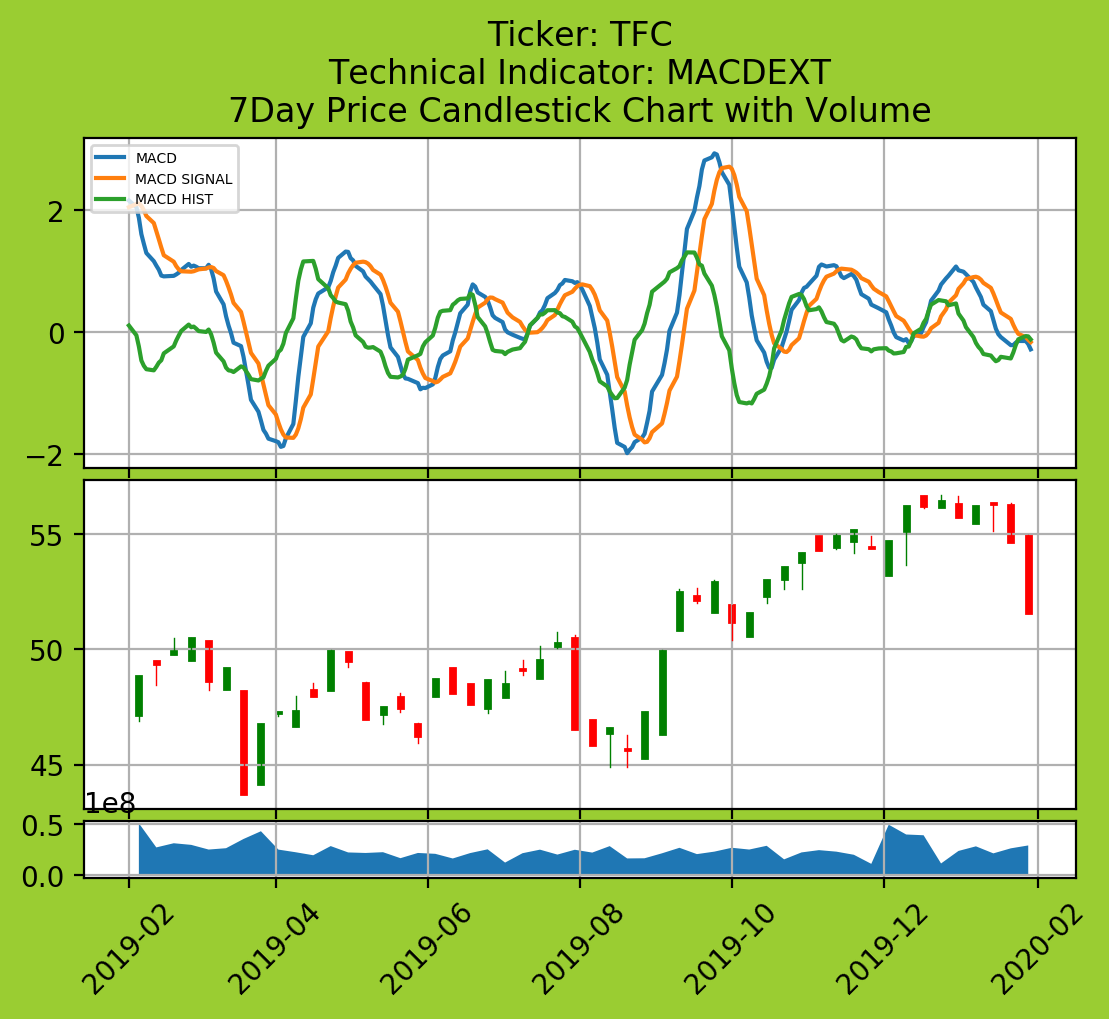 Ticker: TFC
Technical Indicator: MACDEXT
7Day Price Candlestick Chart with Volume
MACD
MACD SIGNAL
MACD HIST
2
0
−2
55
50
45
1e8
0.5
0.0
2019-02
2019-04
2019-06
2019-08
2019-10
2019-12
2020-02